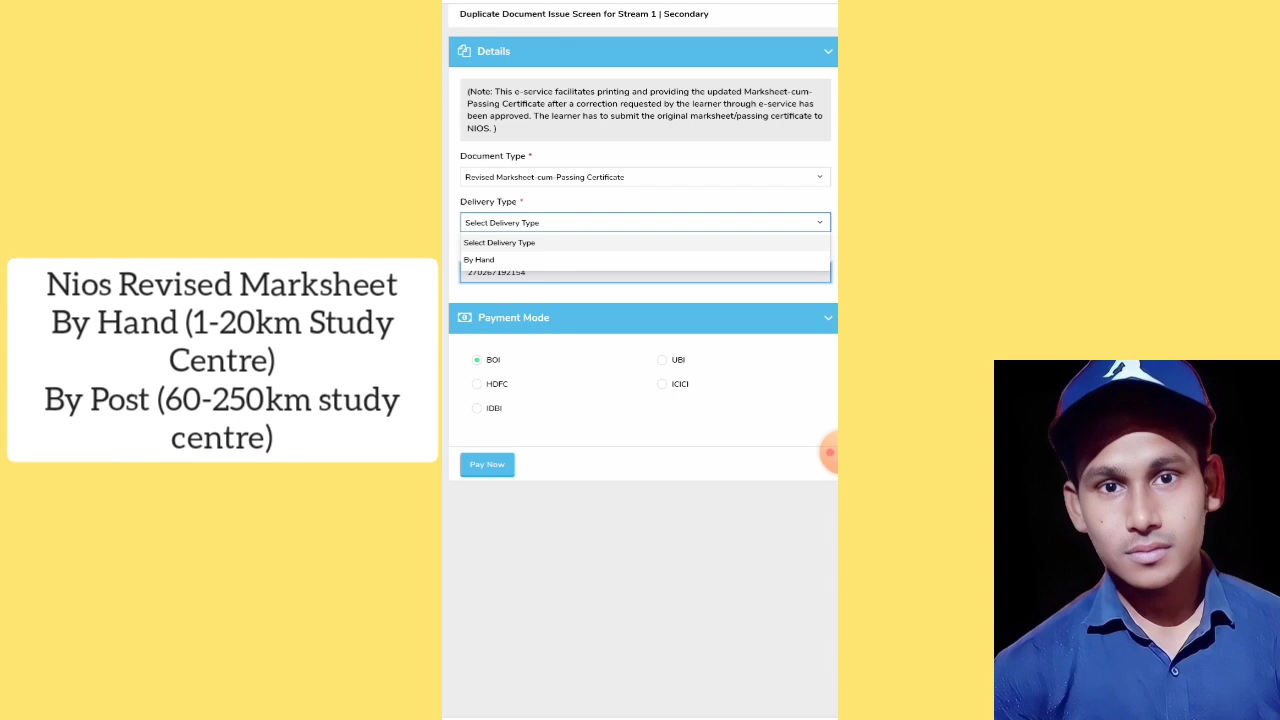 Duplicate Document Issue Screen for Stream 1 | Secondary
Details
(Note: This e-service facilitates printing and providing the updated Marksheet-cum-
Passing Certificate after a correction requested by the learner through e-service has
been approved. The learner has to submit the original marksheet/passing certificate to
NIOS. )
Document Type *
Revised Marksheet-cum-Passing Certificate
Delivery Type *
Select Delivery Type
Select Delivery Type
By Hand
270267192154
Payment Mode
BOI
UBI
HDFC
ICICI
IDBI
Pay Now
Nios Revised Marksheet
By Hand (1-20km Study
Centre)
By Post (60-250km study
centre)